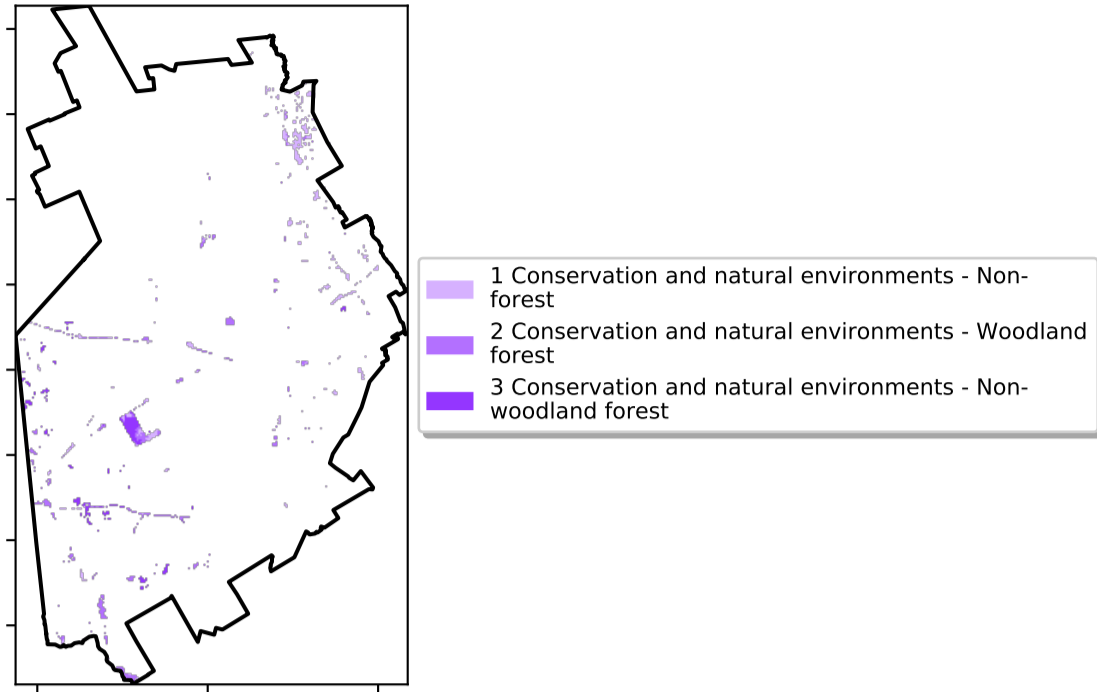 1 Conservation and natural environments - Non-
forest
2 Conservation and natural environments - Woodland
forest
3 Conservation and natural environments - Non-
woodland forest